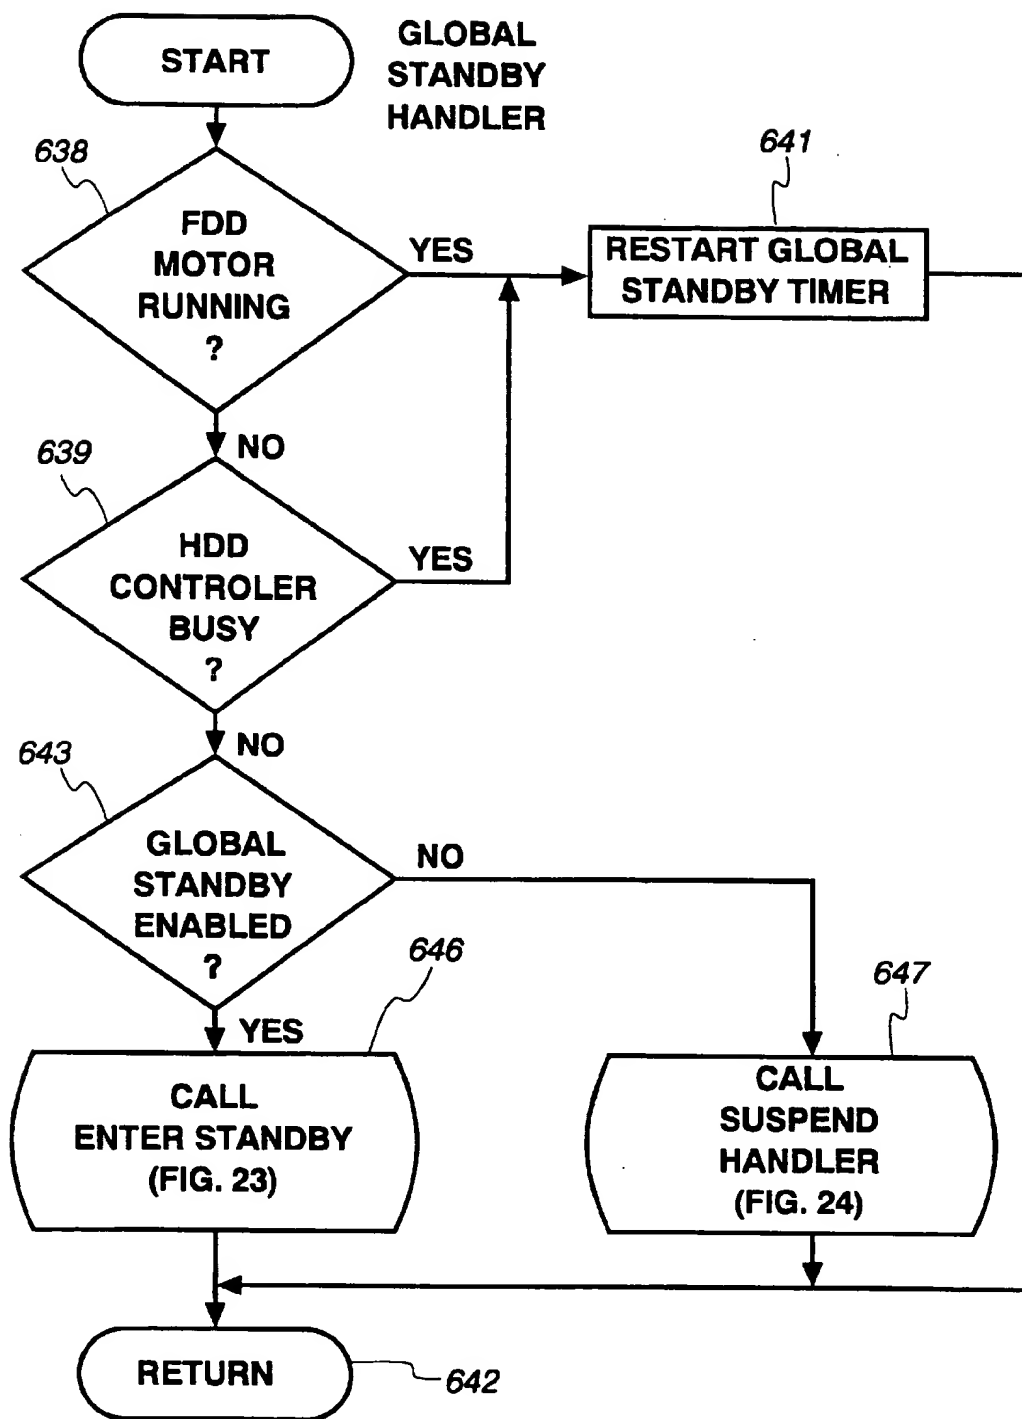 START
GLOBAL
STANDBY
HANDLER
638
FDD
MOTOR
RUNNING
?
YES
641
RESTART GLOBAL
STANDBY TIMER
NO
639
HDD
CONTROLER
BUSY
?
YES
NO
643
GLOBAL
STANDBY
ENABLED
?
NO
YES
646
CALL
ENTER STANDBY
(FIG. 23)
647
CALL
SUSPEND
HANDLER
(FIG. 24)
RETURN
642